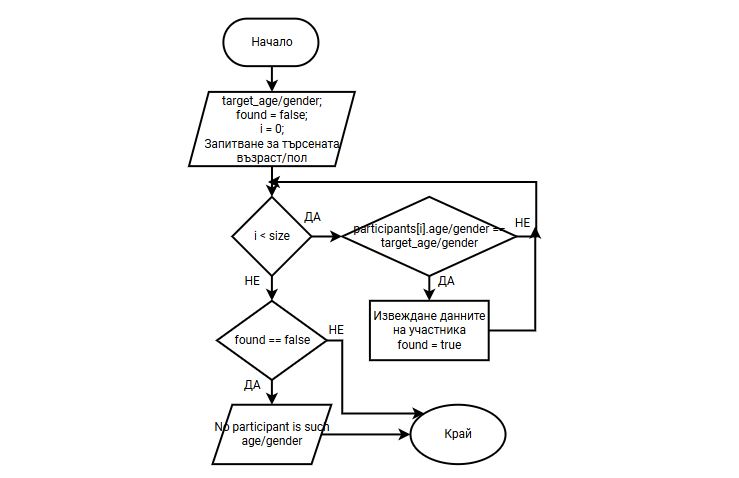 Начало
target_age/gender;
found = false;
i = 0;
Запитване за търсената
възраст/пол
ДА
НЕ
i < size
participants[i].age/gender ==
target_age/gender
НЕ
ДА
Извеждане данните
на участника
found = true
НЕ
found == false
ДА
No participant is such
age/gender
Край